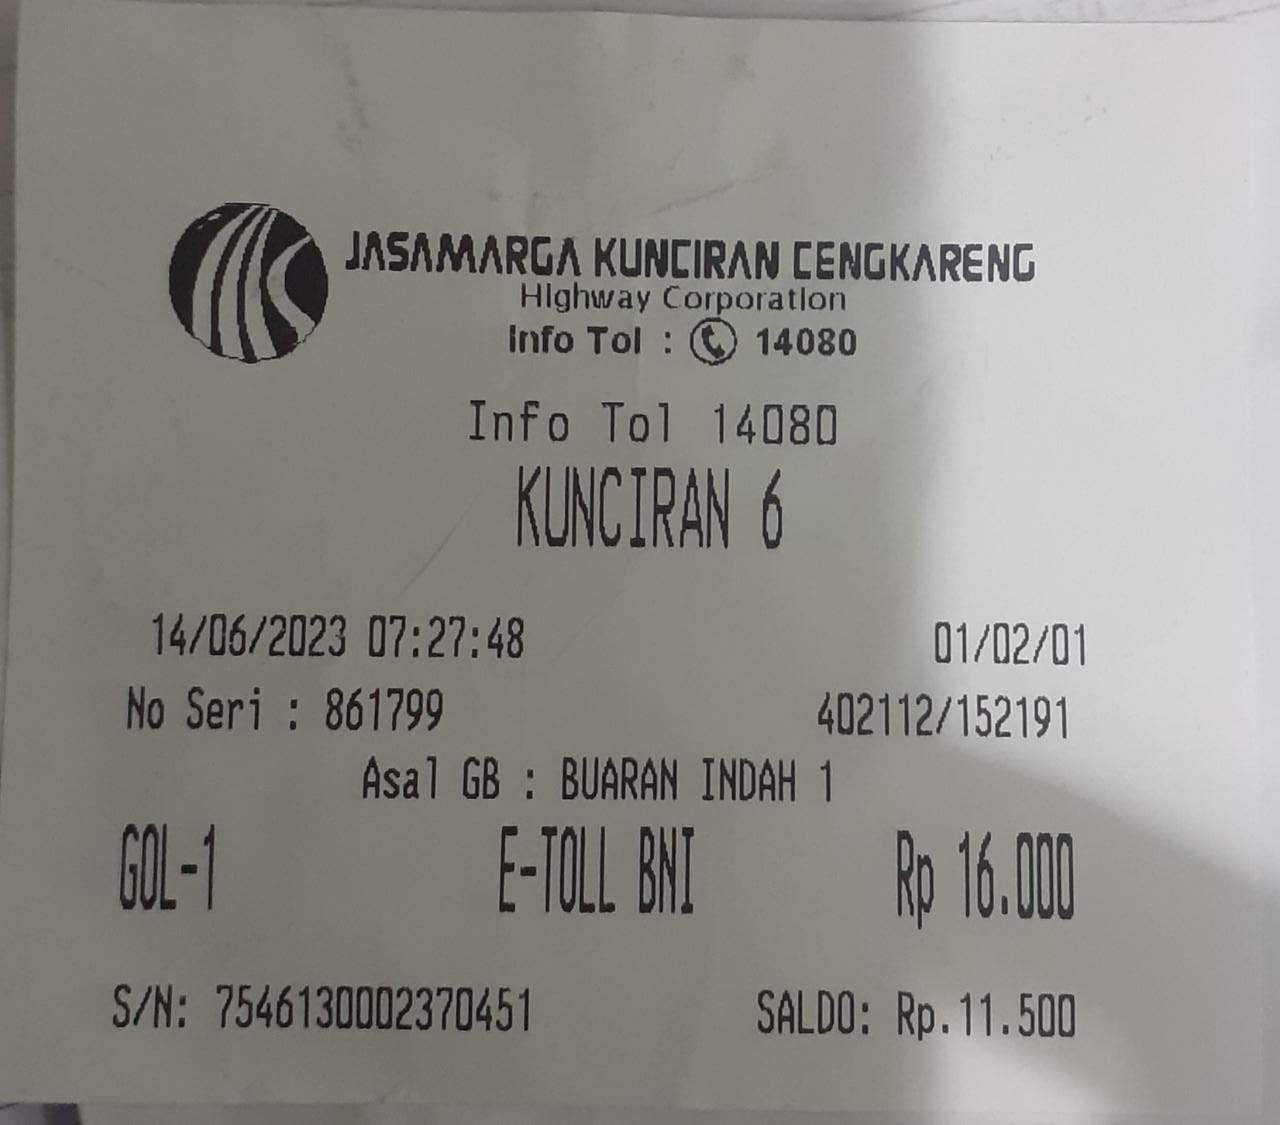 JASAMARGA KUNCIRAN CENGKARENG
Highway Corporation
Info Tol : 14080
Info Tol 14080
KUNCIRAN 6
14/06/2023 07:27:48 01/02/01
No Seri : 861799 402112/152191
Asal GB : BUARAN INDAH 1
GOL-1 E-TOLL BNI Rp 16.000
S/N: 7546130002370451 SALDO: Rp.11.500